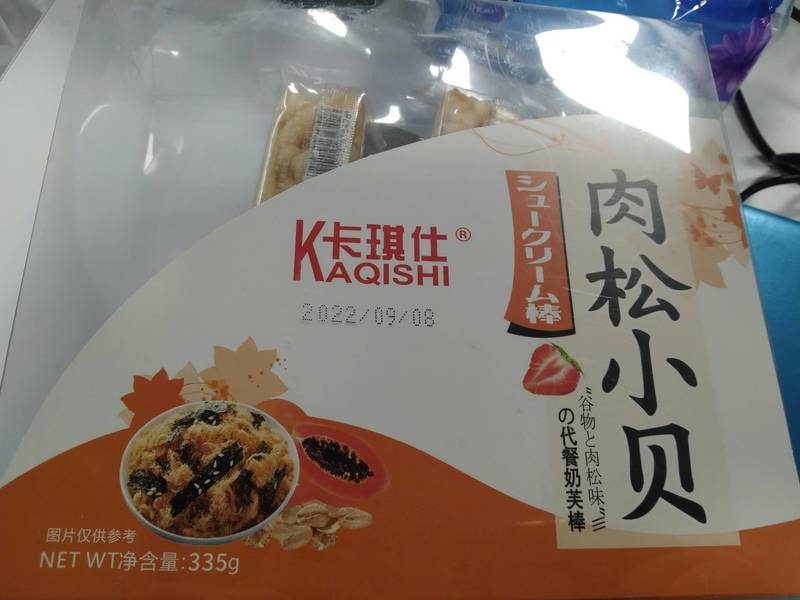 K卡琪仕®
KAQISHI
2022/09/08
シュークリーム棒
肉松小贝
"谷物と肉松味"
の代餐奶芙棒
图片仅供参考
NET WT净含量:335g